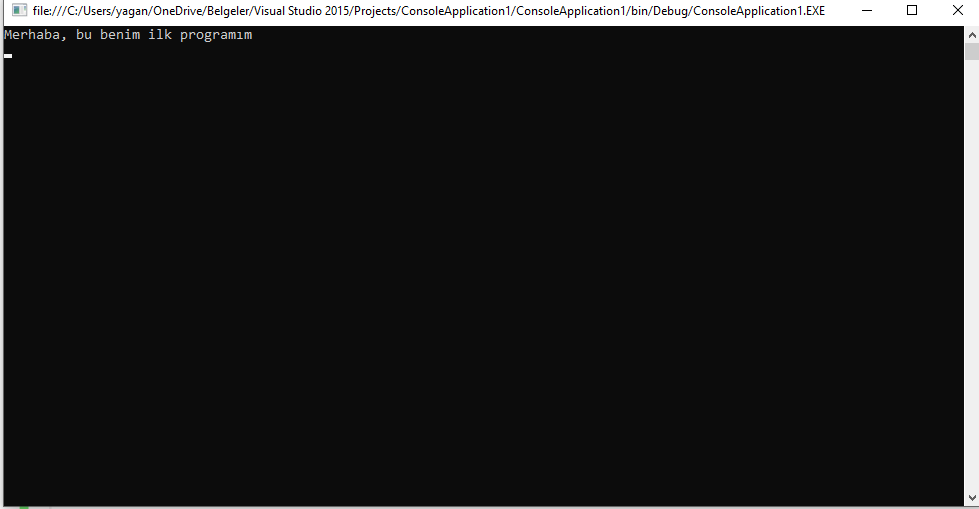 file:///C:/Users/yagan/OneDrive/Belgeler/Visual Studio 2015/Projects/ConsoleApplication1/ConsoleApplication1/bin/Debug/ConsoleApplication1.EXE
Merhaba, bu benim ilk programım